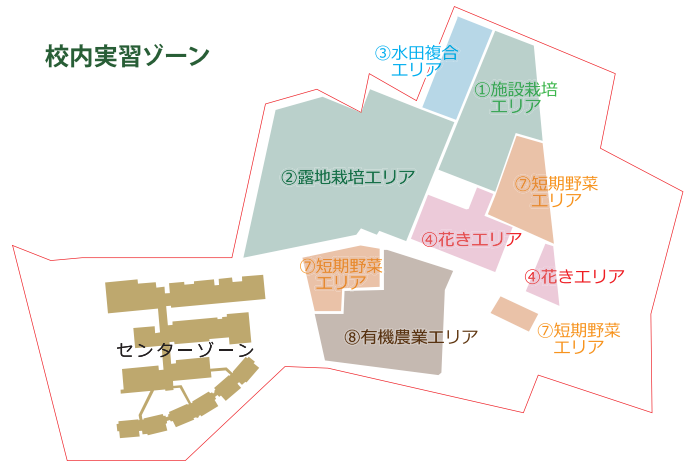 校内実習ゾーン
③水田複合
エリア
①施設栽培
エリア
②露地栽培エリア
⑦短期野菜
エリア
④花きエリア
⑦短期野菜
エリア
④花きエリア
⑧有機農業エリア
⑦短期野菜
エリア
センターゾーン